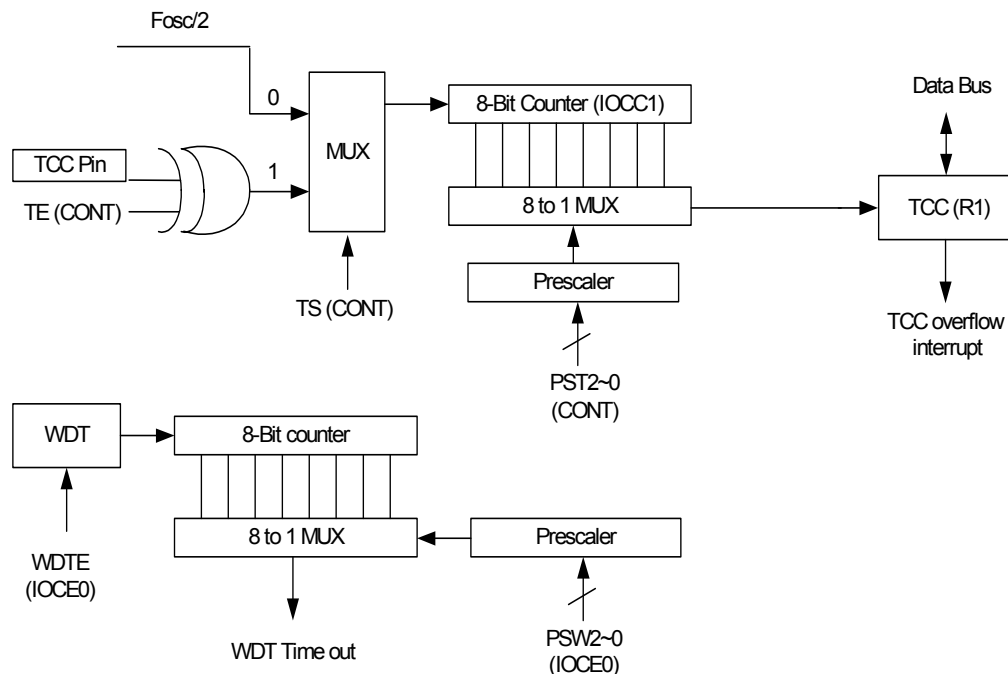 Fosc/2
0
8-Bit Counter (IOCC1)
Data Bus
MUX
TCC Pin
1
TE (CONT)
8 to 1 MUX
TCC (R1)
Prescaler
TS (CONT)
TCC overflow
interrupt
PST2~0
(CONT)
WDT
8-Bit counter
8 to 1 MUX
Prescaler
WDTE
(IOCE0)
WDT Time out
PSW2~0
(IOCE0)